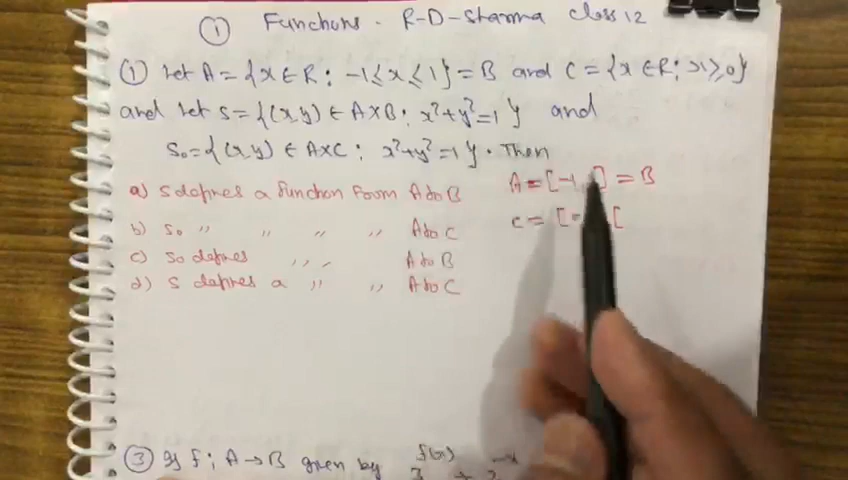 ① Functions - R-D-Sharma class 12
① Let A = {x ∈ R : -1 ≤ x ≤ 1} = B and C = {x ∈ R : x ≥ 0}
and let S = {(x,y) ∈ A×B : x²+y²=1} and
S₀ = {(x,y) ∈ A×C : x²+y²=1}. Then
a) S defines a function form A to B
b) S₀ " " " " A to C
c) S₀ defines " " A to B
d) S defines a " " A to C
A = [-1, ] = B
C = [
③ If f : A → B given by